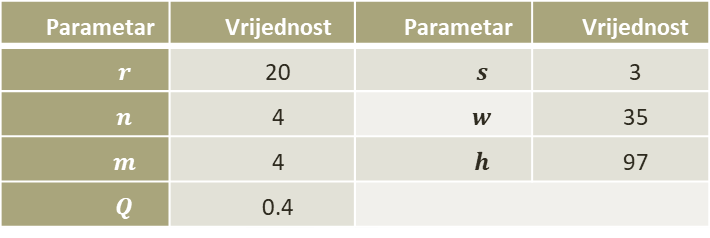 Parametar Vrijednost Parametar Vrijednost
r 20 s 3
n 4 w 35
m 4 h 97
Q 0.4